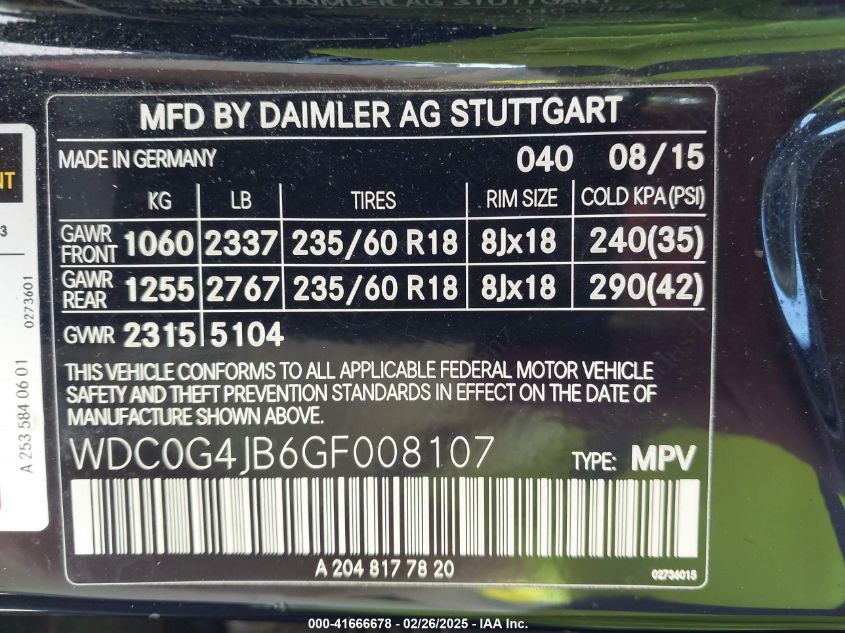 MFD BY DAIMLER AG STUTTGART
MADE IN GERMANY 040 08/15
KG LB TIRES RIM SIZE COLD KPA (PSI)
GAWR FRONT 1060 2337 235/60 R18 8Jx18 240(35)
GAWR REAR 1255 2767 235/60 R18 8Jx18 290(42)
GVWR 2315 5104
THIS VEHICLE CONFORMS TO ALL APPLICABLE FEDERAL MOTOR VEHICLE
SAFETY AND THEFT PREVENTION STANDARDS IN EFFECT ON THE DATE OF
MANUFACTURE SHOWN ABOVE.
WDC0G4JB6GF008107 TYPE: MPV
A 204 817 78 20
02736015
NT
3
0273601
A 253 584 06 01
000-41666678 - 02/26/2025 - IAA Inc.